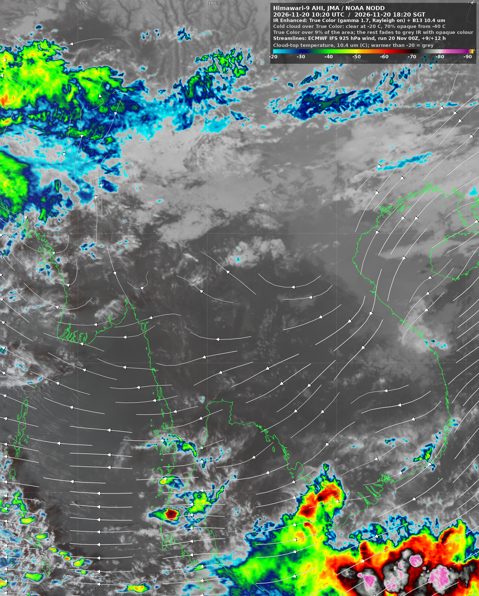 Himawari-9 AHI, JMA / NOAA NODD
2026-11-20 10:20 UTC / 2026-11-20 18:20 SGT
IR Enhanced: True Color (gamma 1.7, Rayleigh on) + B13 10.4 um
Cold cloud over True Color: clear at -20 C, 70% opaque from -60 C
True Color over 9% of the area; the rest fades to grey IR with opaque colour
Streamlines: ECMWF IFS 925 hPa wind, run 20 Nov 00Z, +9/+12 h
Cloud-top temperature, 10.4 um (C); warmer than -20 = grey
-20 -30 -40 -50 -60 -70 -80 -90